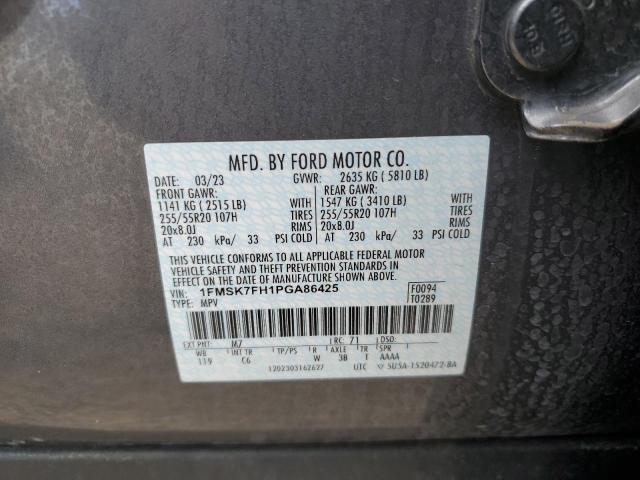 MFD. BY FORD MOTOR CO.
DATE: 03/23 GVWR: 2635 KG ( 5810 LB)
FRONT GAWR: REAR GAWR:
1141 KG ( 2515 LB) 1547 KG ( 3410 LB)
255/55R20 107H TIRES 255/55R20 107H TIRES
20x8.0J RIMS 20x8.0J RIMS
AT 230 kPa/ 33 PSI COLD AT 230 kPa/ 33 PSI COLD
THIS VEHICLE CONFORMS TO ALL APPLICABLE FEDERAL MOTOR
VEHICLE SAFETY AND THEFT PREVENTION STANDARDS IN
EFFECT ON THE DATE OF MANUFACTURE SHOWN ABOVE.
VIN: 1FMSK7FH1PGA86425 F0094
TYPE: MPV T0289
EXT PNT: M7 RC: 71
WB INT TR TP/PS R AXLE TR SPR
119 C6 W 3B T AAAA
1202303162627 UTC 5U5A-1520472-BA